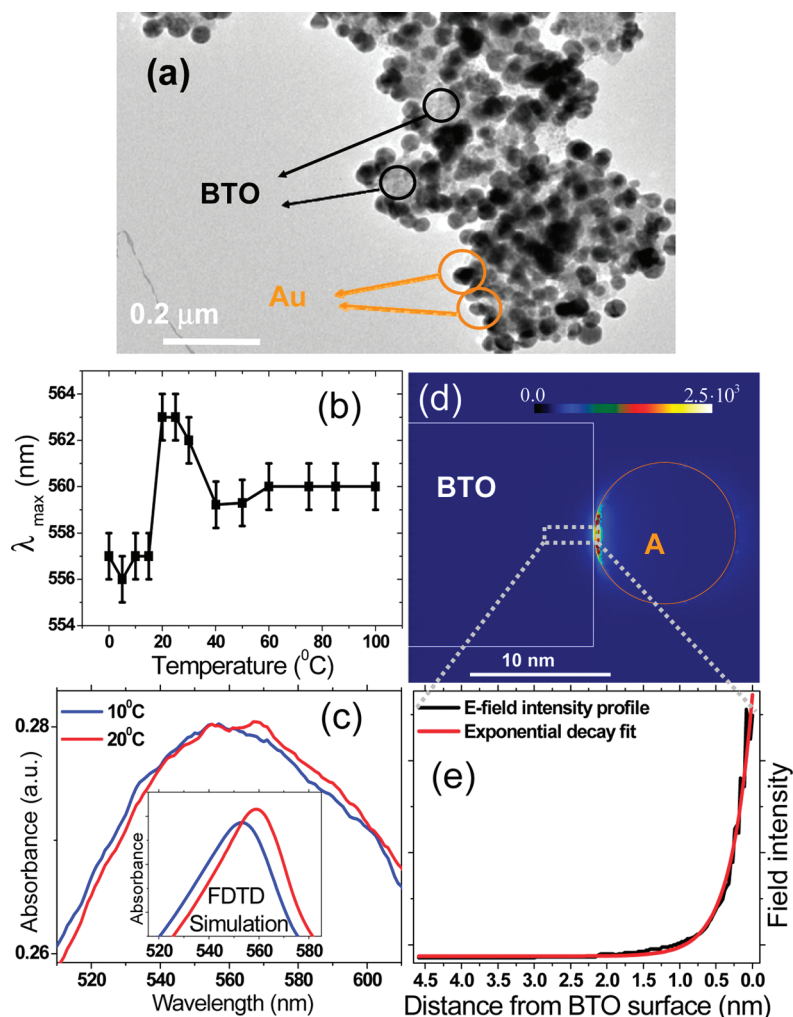 (a)
BTO
Au
0.2 μm
(b)
564
562
560
558
556
554
λ max (nm)
0 20 40 60 80 100
Temperature (⁰C)
(d)
0.0 2.5·10³
BTO
A
10 nm
(c)
10⁰C
20⁰C
0.28
0.26
Absorbance (a.u.)
Absorbance
FDTD
Simulation
520 540 560 580
520 540 560 580 600
Wavelength (nm)
E-field intensity profile
Exponential decay fit
(e)
Field intensity
4.5 4.0 3.5 3.0 2.5 2.0 1.5 1.0 0.5 0.0
Distance from BTO surface (nm)